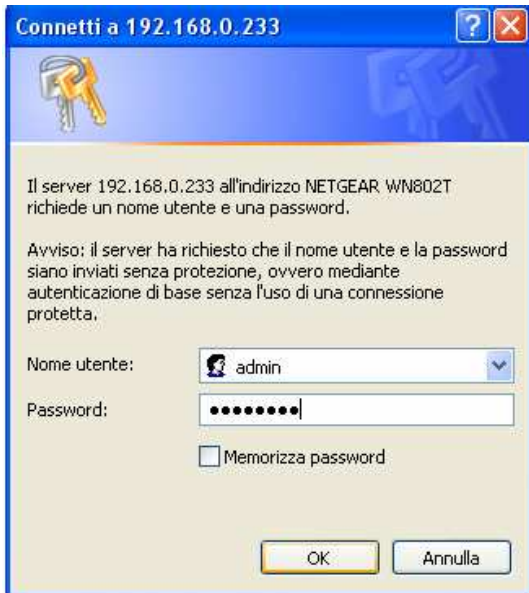 Connetti a 192.168.0.233
Il server 192.168.0.233 all'indirizzo NETGEAR WN802T
richiede un nome utente e una password.
Avviso: il server ha richiesto che il nome utente e la password
siano inviati senza protezione, ovvero mediante
autenticazione di base senza l'uso di una connessione
protetta.
Nome utente: admin
Password: ●●●●●●●●
Memorizza password
OK Annulla